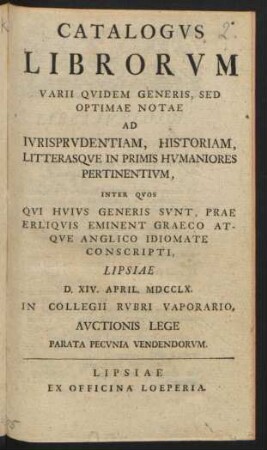 2.
CATALOGVS
LIBRORVM
VARII QVIDEM GENERIS, SED
OPTIMAE NOTAE
AD
IVRISPRVDENTIAM, HISTORIAM,
LITTERASQVE IN PRIMIS HVMANIORES
PERTINENTIVM,
INTER QVOS
QVI HVIVS GENERIS SVNT, PRAE
ERLIQVIS EMINENT GRAECO AT-
QVE ANGLICO IDIOMATE
CONSCRIPTI,
LIPSIAE
D. XIV. APRIL. MDCCLX.
IN COLLEGII RVBRI VAPORARIO,
AVCTIONIS LEGE
PARATA PECVNIA VENDENDORVM.
LIPSIAE
EX OFFICINA LOEPERIA.